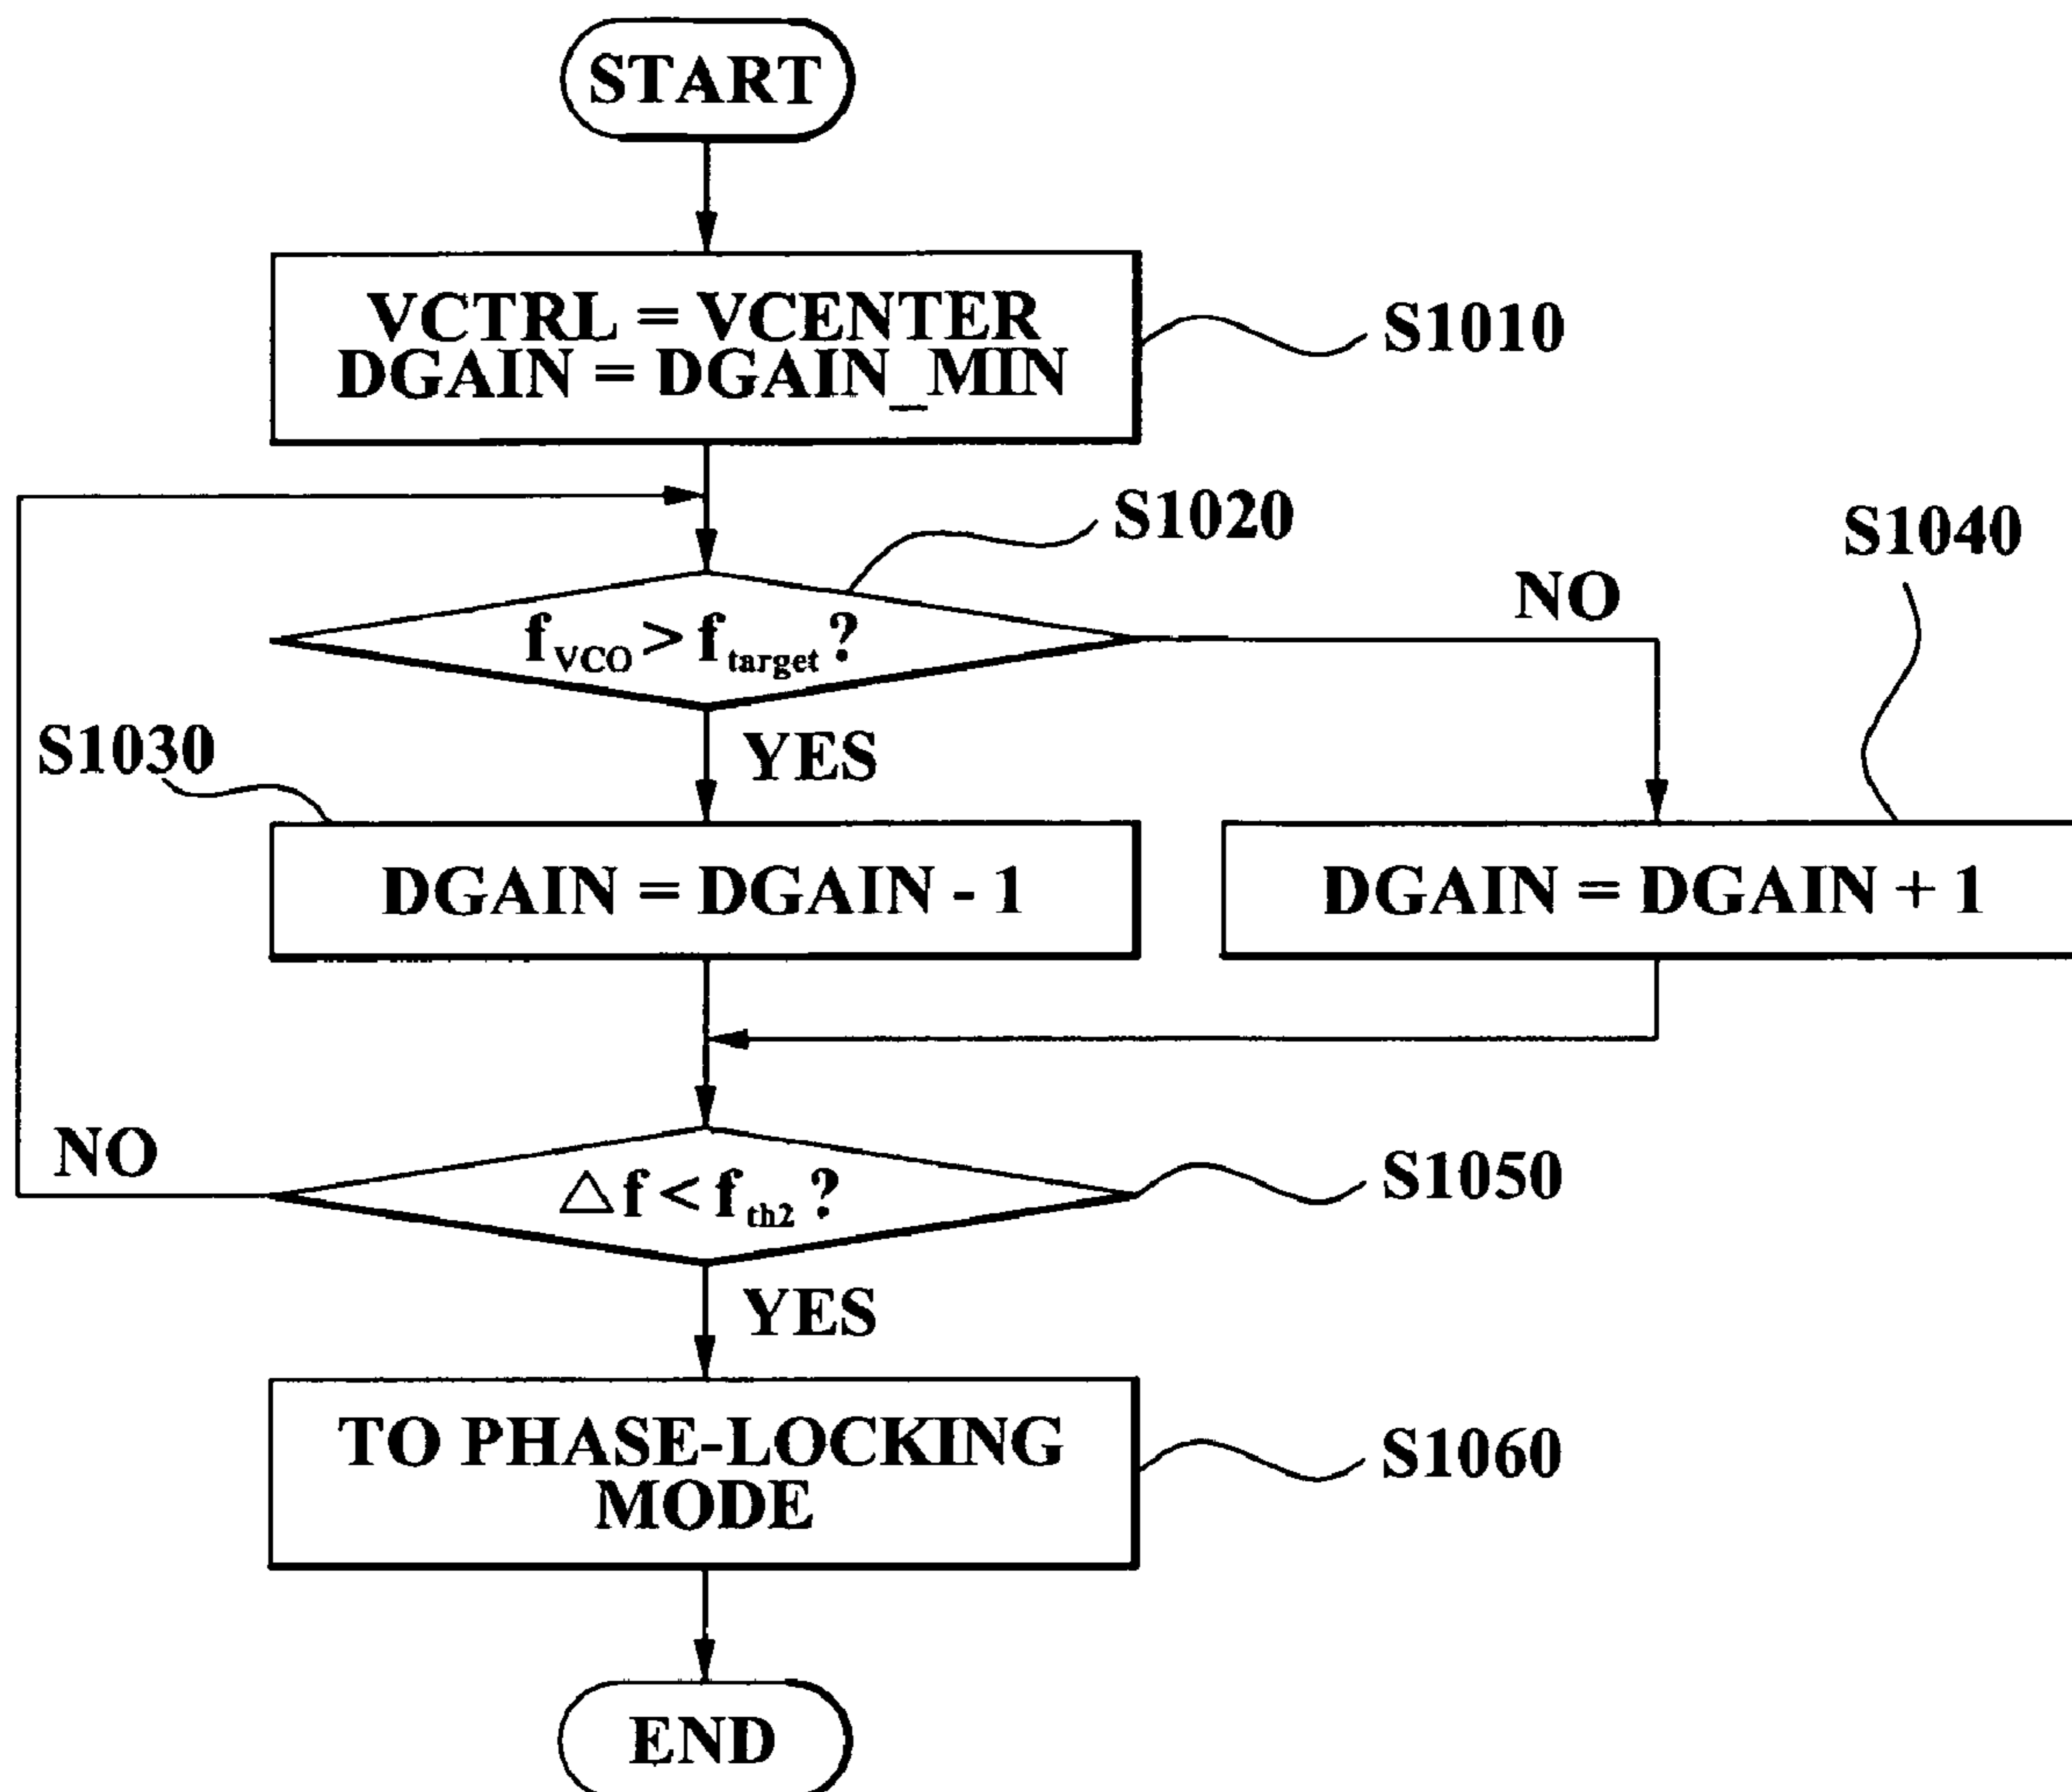 START
VCTRL = VCENTER
DGAIN = DGAIN_MIN
S1010
S1020
f_VCO > f_target ?
NO
S1040
YES
S1030
DGAIN = DGAIN - 1
DGAIN = DGAIN + 1
△f < f_th2 ?
S1050
NO
YES
TO PHASE-LOCKING
MODE
S1060
END